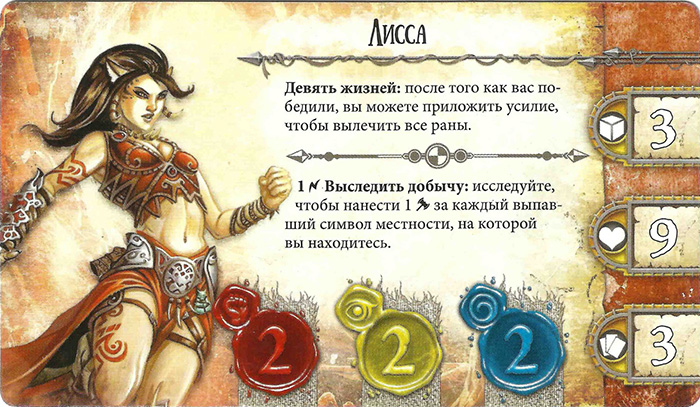 Лисса
Девять жизней: после того как вас по-
бедили, вы можете приложить усилие,
чтобы вылечить все раны.
1 Выследить добычу: исследуйте,
чтобы нанести 1 за каждый выпав-
ший символ местности, на которой
вы находитесь.
3
9
3
2 2 2